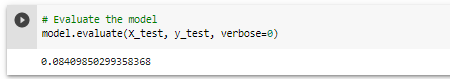 # Evaluate the model
model.evaluate(X_test, y_test, verbose=0)
0.08409850299358368